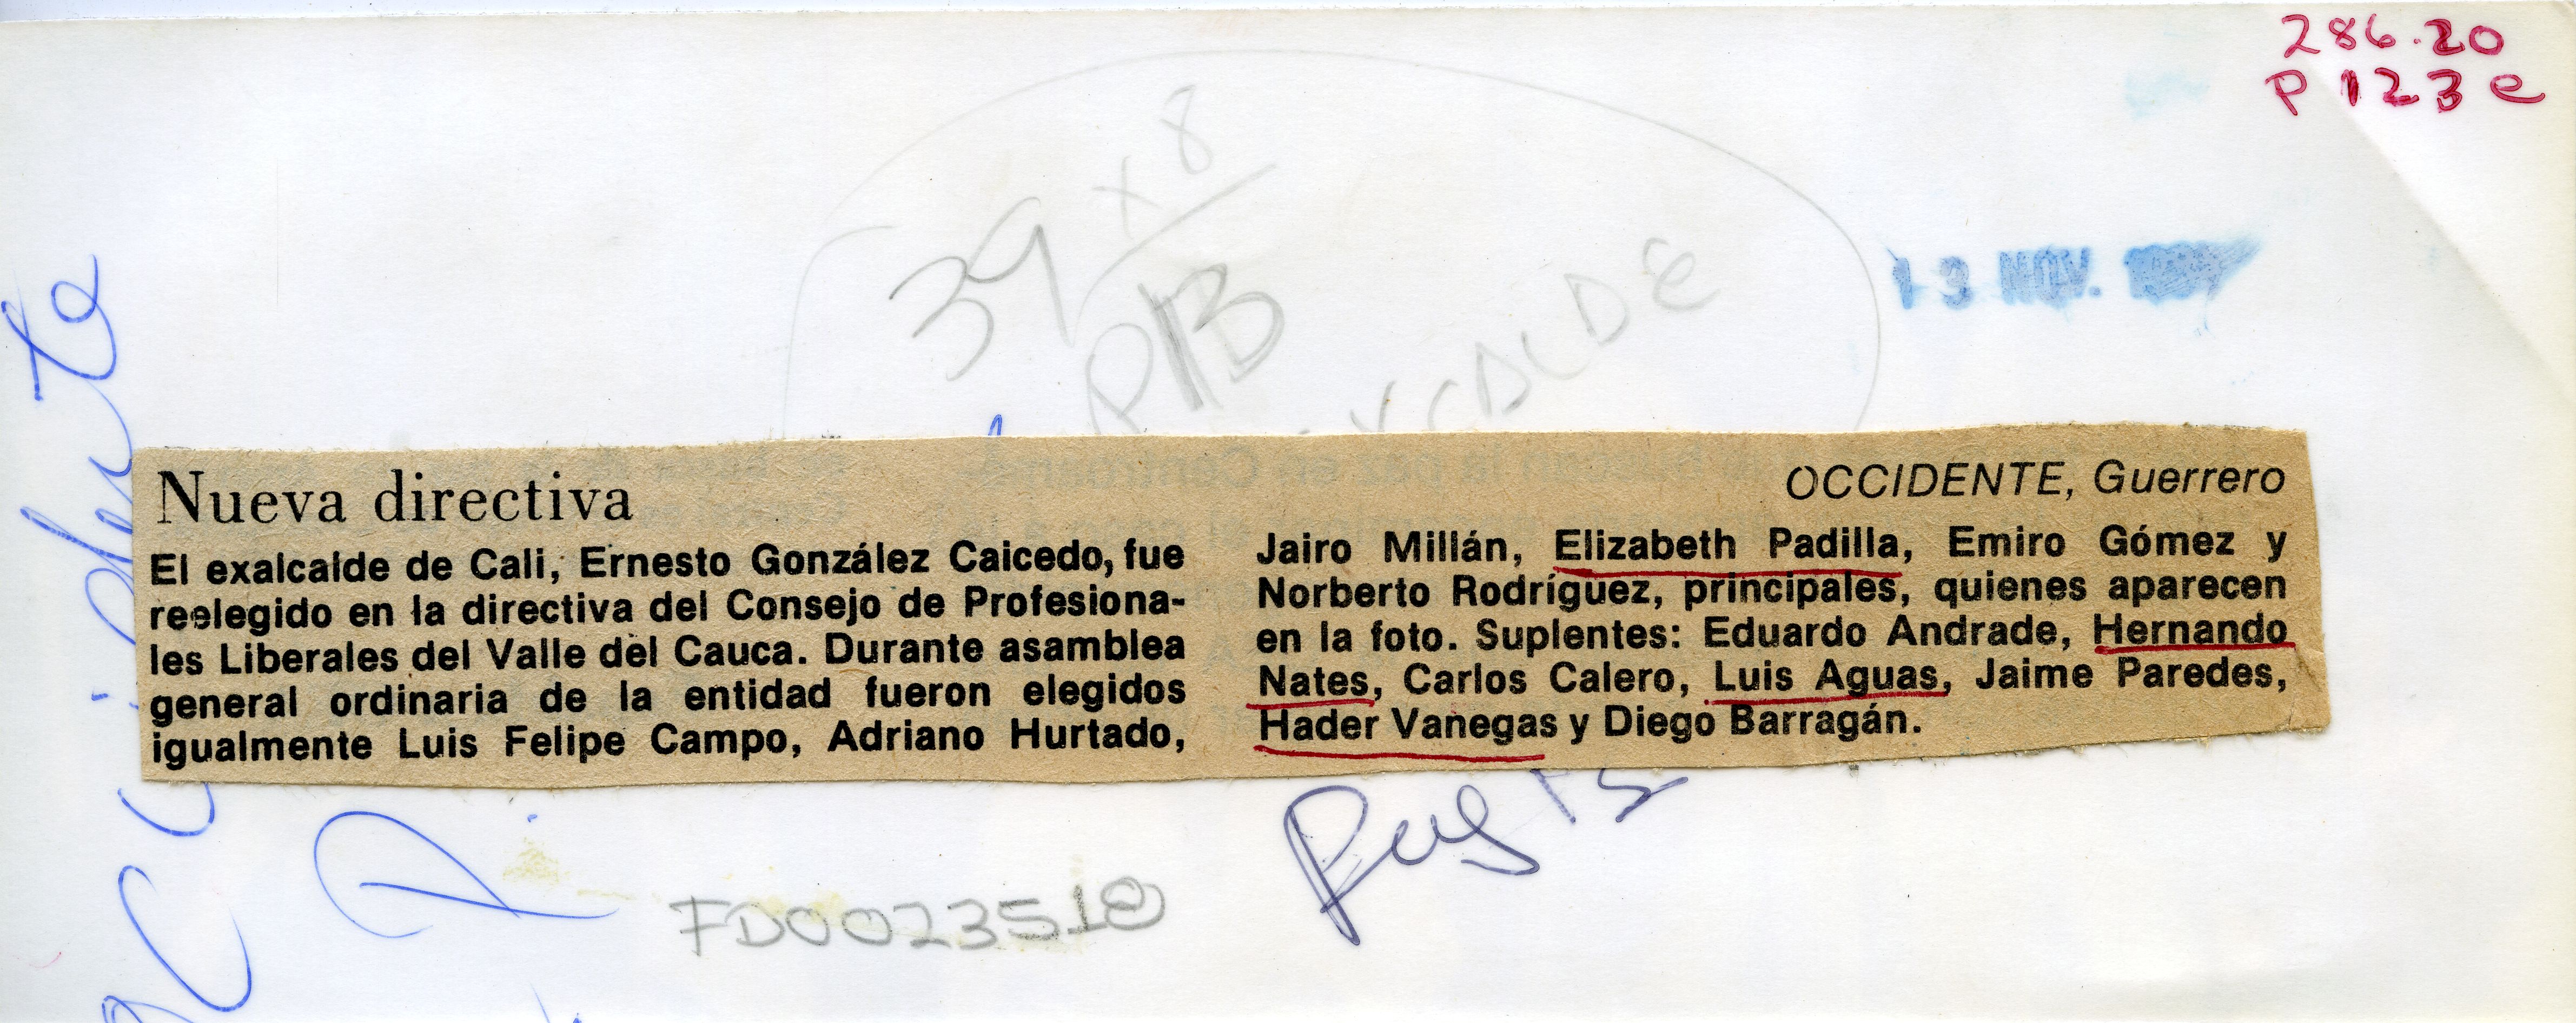 286.20
P 123 e
39 x 8
P1B
13 NOV.
Nueva directiva
OCCIDENTE, Guerrero
El exalcalde de Cali, Ernesto González Caicedo, fue
reelegido en la directiva del Consejo de Profesiona-
les Liberales del Valle del Cauca. Durante asamblea
general ordinaria de la entidad fueron elegidos
igualmente Luis Felipe Campo, Adriano Hurtado,
Jairo Millán, Elizabeth Padilla, Emiro Gómez y
Norberto Rodríguez, principales, quienes aparecen
en la foto. Suplentes: Eduardo Andrade, Hernando
Nates, Carlos Calero, Luis Aguas, Jaime Paredes,
Hader Vanegas y Diego Barragán.
FD0023518